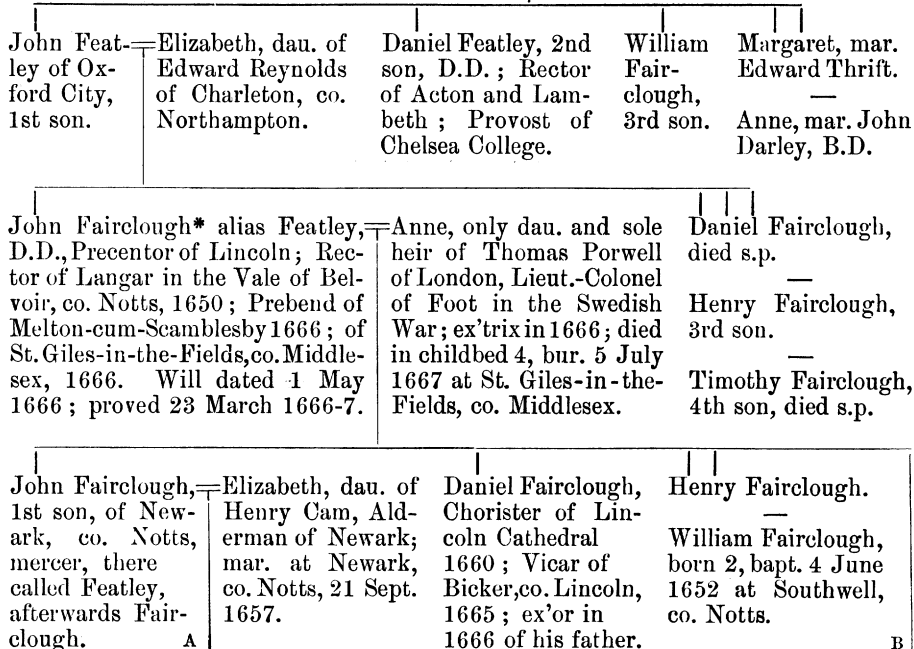 John Feat-
ley of Ox-
ford City,
1st son.
Elizabeth, dau. of
Edward Reynolds
of Charleton, co.
Northampton.
Daniel Featley, 2nd
son, D.D. ; Rector
of Acton and Lam-
beth ; Provost of
Chelsea College.
William
Fair-
clough,
3rd son.
Margaret, mar.
Edward Thrift.
—
Anne, mar. John
Darley, B.D.
John Fairclough* alias Featley,
D.D., Precentor of Lincoln ; Rec-
tor of Langar in the Vale of Bel-
voir, co. Notts, 1650 ; Prebend of
Melton-cum-Scamblesby 1666 ; of
St. Giles-in-the-Fields, co. Middle-
sex, 1666. Will dated 1 May
1666 ; proved 23 March 1666-7.
Anne, only dau. and sole
heir of Thomas Porwell
of London, Lieut.-Colonel
of Foot in the Swedish
War ; ex'trix in 1666 ; died
in childbed 4, bur. 5 July
1667 at St. Giles-in-the-
Fields, co. Middlesex.
Daniel Fairclough,
died s.p.
—
Henry Fairclough,
3rd son.
—
Timothy Fairclough,
4th son, died s.p.
John Fairclough,
1st son, of New-
ark, co. Notts,
mercer, there
called Featley,
afterwards Fair-
clough. A
Elizabeth, dau. of
Henry Cam, Ald-
erman of Newark;
mar. at Newark,
co. Notts, 21 Sept.
1657.
Daniel Fairclough,
Chorister of Lin-
coln Cathedral
1660 ; Vicar of
Bicker, co. Lincoln,
1665 ; ex'or in
1666 of his father.
Henry Fairclough.
—
William Fairclough,
born 2, bapt. 4 June
1652 at Southwell,
co. Notts.
B